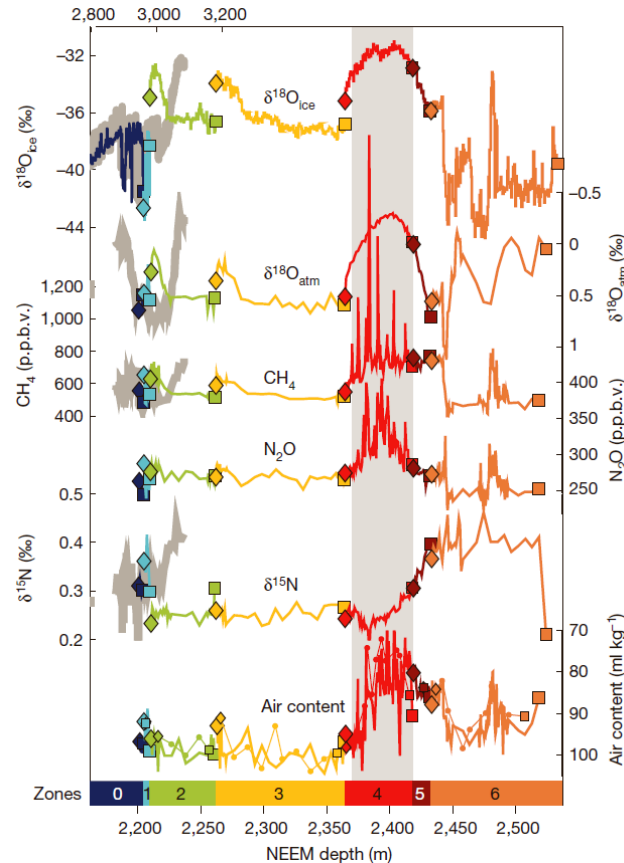 2,800 3,000 3,200
−32
−36
−40
−44
δ¹⁸Oice (‰)
δ¹⁸Oice
−0.5
0
0.5
1
δ¹⁸Oatm (‰)
δ¹⁸Oatm
1,200
1,000
800
600
400
CH₄ (p.p.b.v.)
CH₄
400
350
300
250
N₂O (p.p.b.v.)
N₂O
0.5
0.4
0.3
0.2
δ¹⁵N (‰)
δ¹⁵N
70
80
90
100
Air content (ml kg⁻¹)
Air content
Zones 0 1 2 3 4 5 6
2,200 2,250 2,300 2,350 2,400 2,450 2,500
NEEM depth (m)